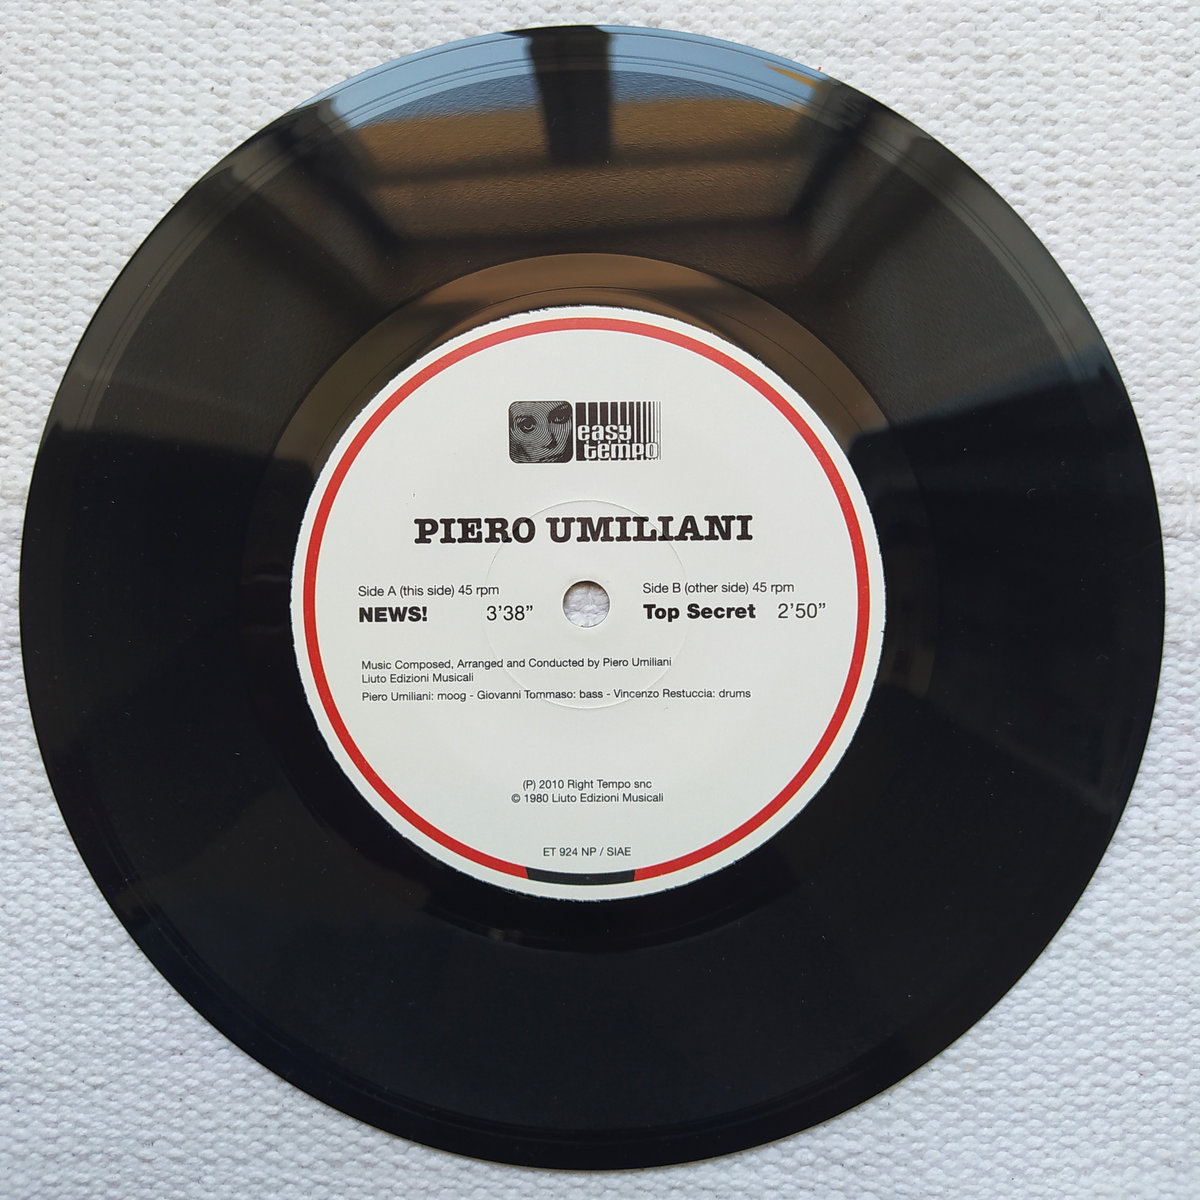 easy
tempo
PIERO UMILIANI
Side A (this side) 45 rpm
NEWS! 3'38”
Side B (other side) 45 rpm
Top Secret 2'50”
Music Composed, Arranged and Conducted by Piero Umiliani
Liuto Edizioni Musicali
Piero Umiliani: moog - Giovanni Tommaso: bass - Vincenzo Restuccia: drums
(P) 2010 Right Tempo snc
© 1980 Liuto Edizioni Musicali
ET 924 NP / SIAE